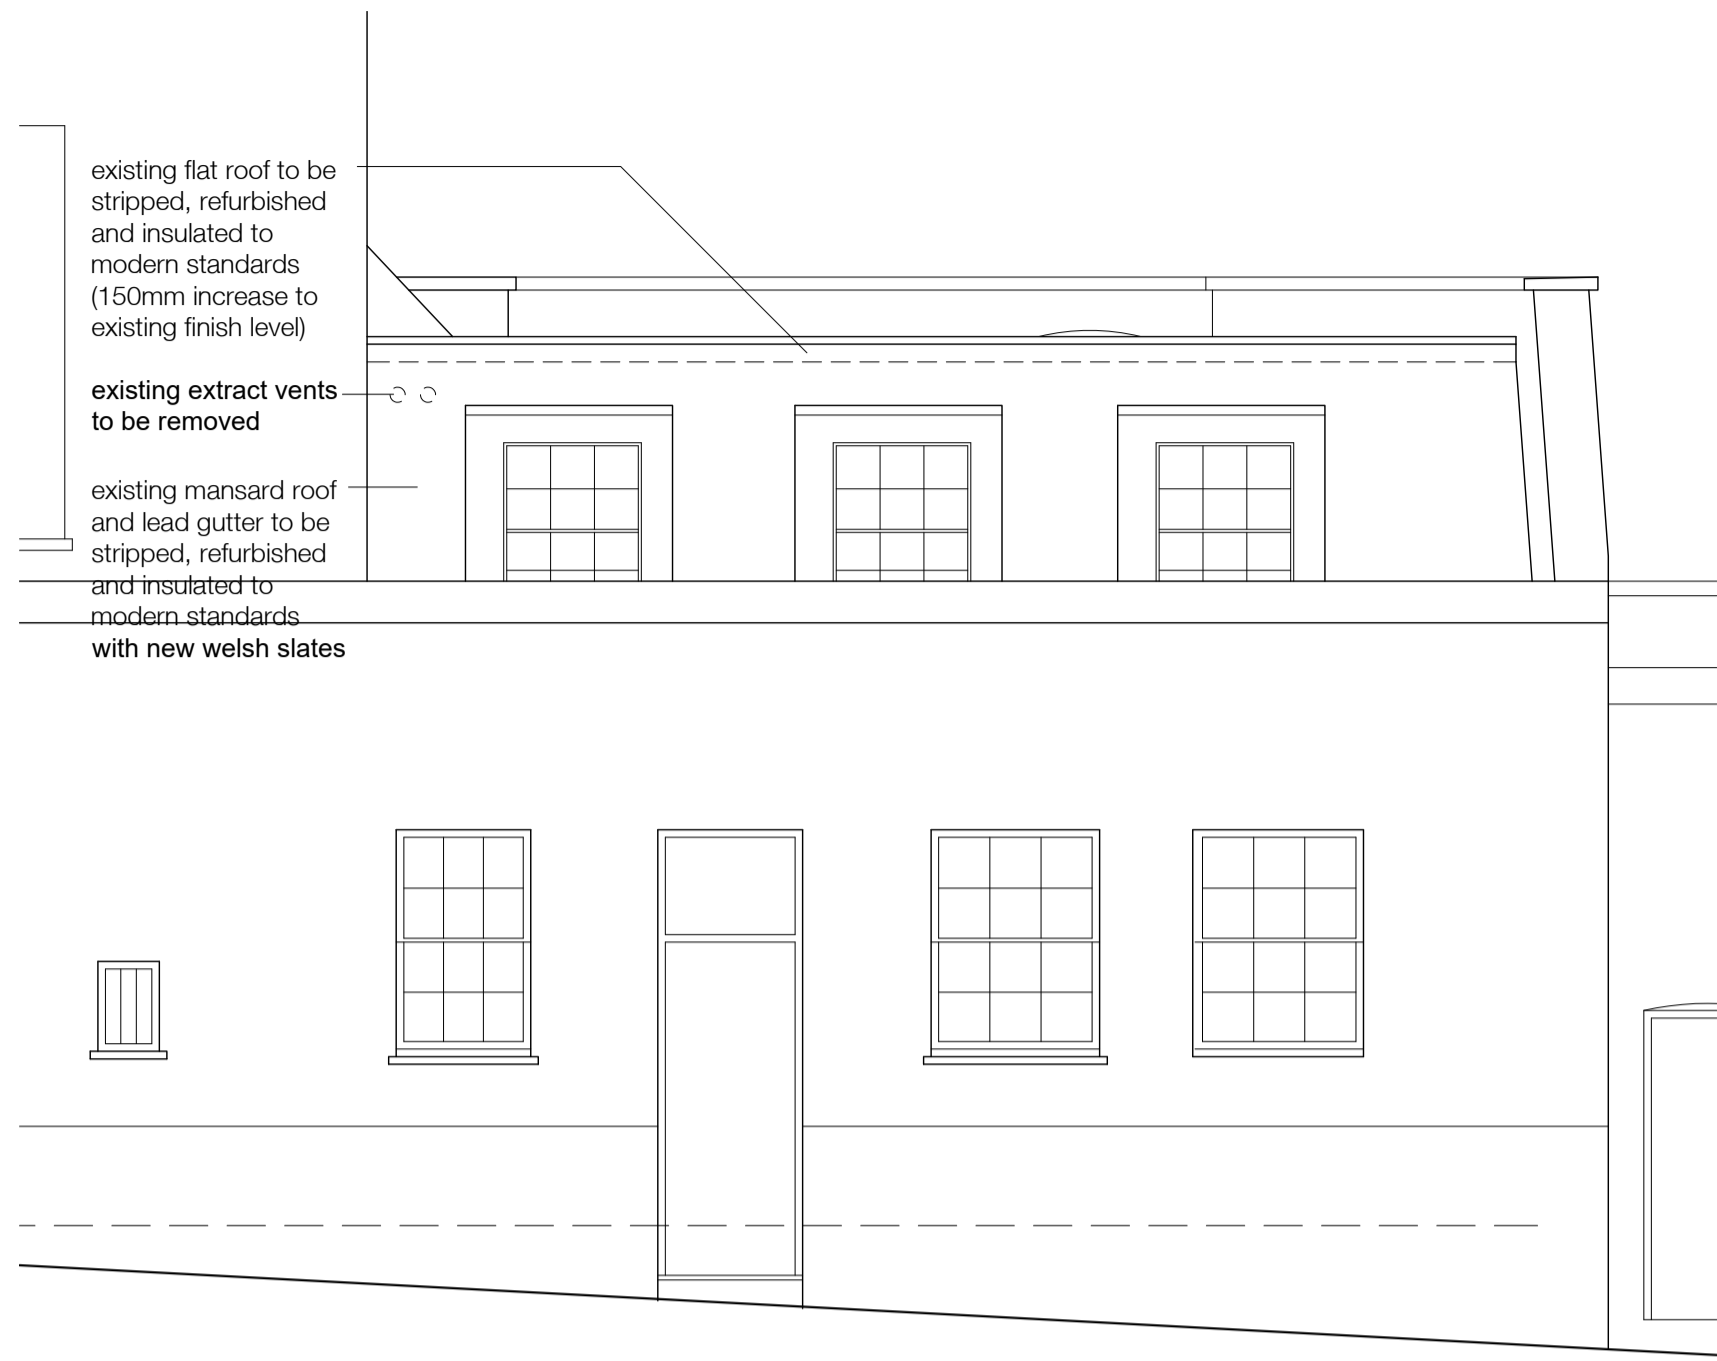 existing flat roof to be
stripped, refurbished
and insulated to
modern standards
(150mm increase to
existing finish level)
existing extract vents
to be removed
existing mansard roof
and lead gutter to be
stripped, refurbished
and insulated to
modern standards
with new welsh slates